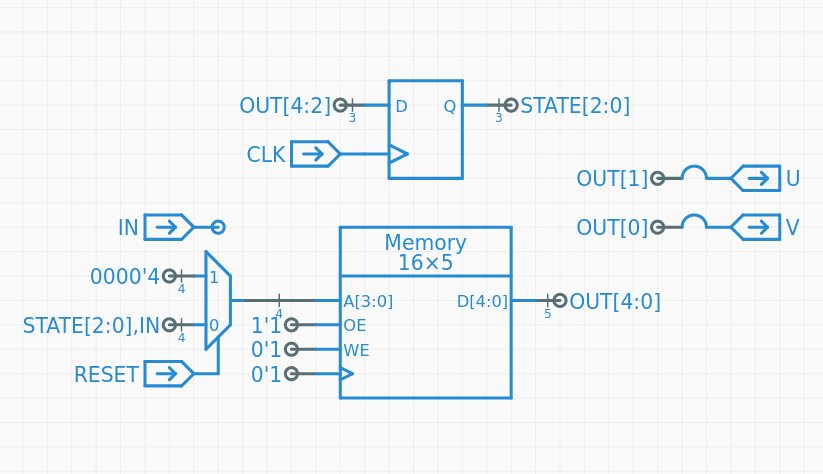 OUT[4:2]
3
D
Q
3
STATE[2:0]
CLK
OUT[1]
U
IN
OUT[0]
V
Memory
16×5
0000'4
4
1
A[3:0]
4
D[4:0]
5
OUT[4:0]
STATE[2:0],IN
4
0
1'1
OE
0'1
WE
RESET
0'1